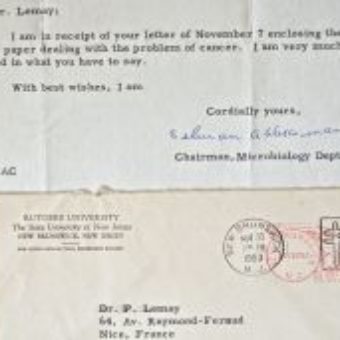 r. Lemay:
I am in receipt of your letter of November 7 enclosing the
paper dealing with the problem of cancer. I am very much
d in what you have to say.
With best wishes, I am
Cordially yours,
Chairman, Microbiology Dept
AC
RUTGERS UNIVERSITY
The State University of New Jersey
NEW BRUNSWICK, NEW JERSEY
NEW BRUNSWICK
N. J.
Dr. P. Lemay
64, Av. Raymond-Feraud
Nice, France